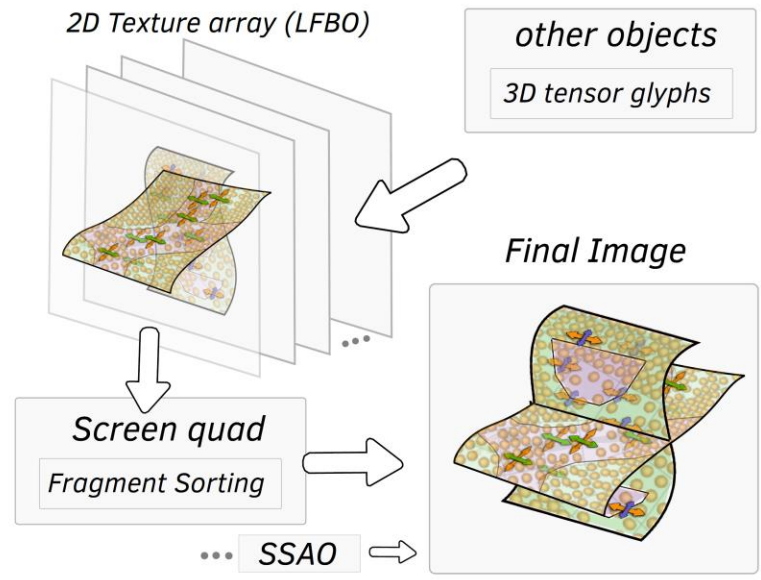 2D Texture array (LFBO)
other objects
3D tensor glyphs
Final Image
Screen quad
Fragment Sorting
SSAO